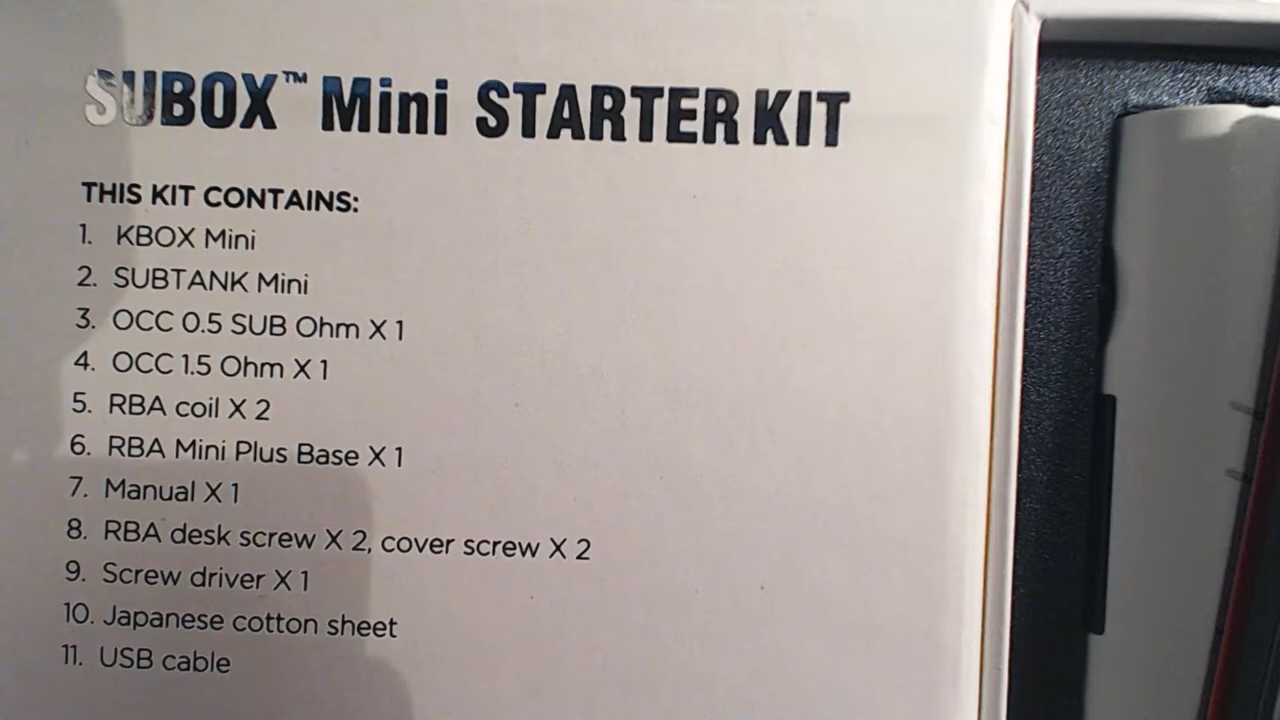 SUBOX™ Mini STARTER KIT
THIS KIT CONTAINS:
1. KBOX Mini
2. SUBTANK Mini
3. OCC 0.5 SUB Ohm X 1
4. OCC 1.5 Ohm X 1
5. RBA coil X 2
6. RBA Mini Plus Base X 1
7. Manual X 1
8. RBA desk screw X 2, cover screw X 2
9. Screw driver X 1
10. Japanese cotton sheet
11. USB cable